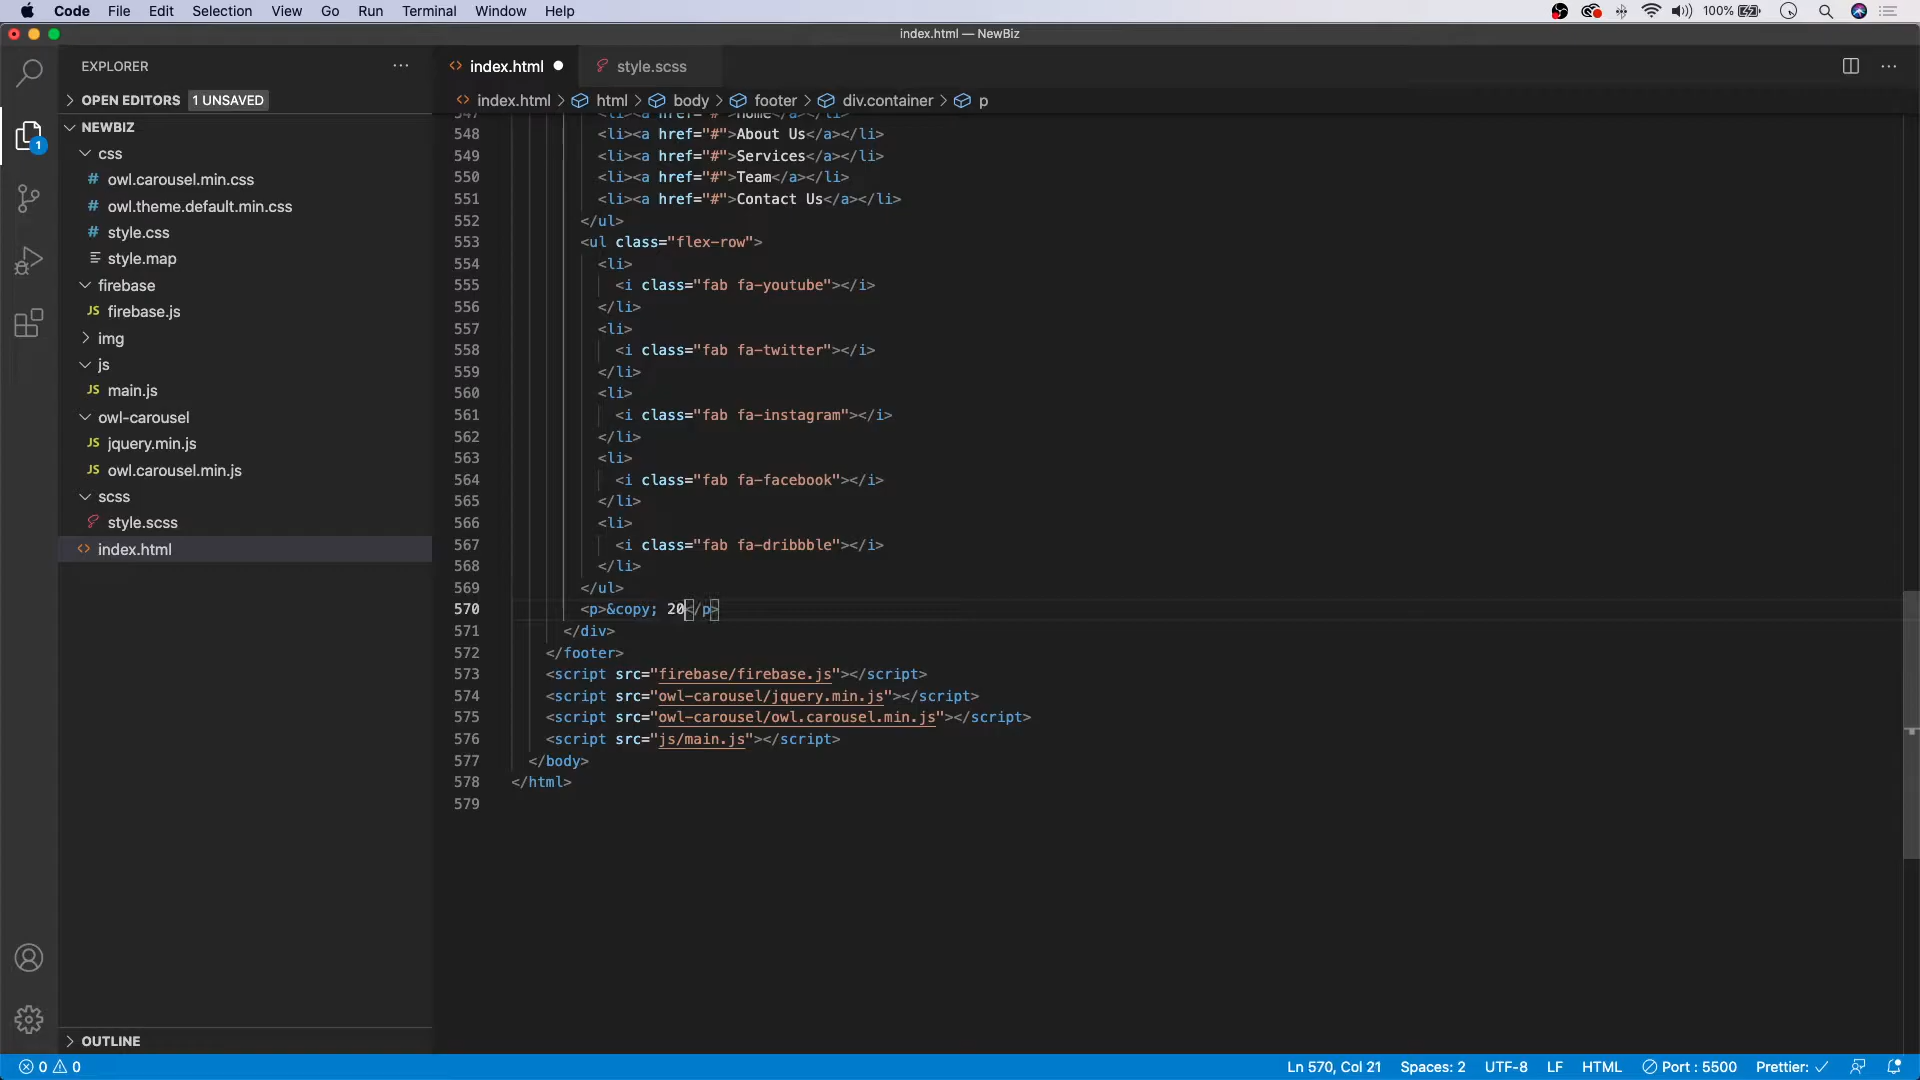 Code File Edit Selection View Go Run Terminal Window Help 100%
index.html — NewBiz
EXPLORER
index.html
style.scss
OPEN EDITORS 1 UNSAVED
index.html > html > body > footer > div.container > p
NEWBIZ
css
owl.carousel.min.css
owl.theme.default.min.css
style.css
style.map
firebase
JS firebase.js
img
js
JS main.js
owl-carousel
JS jquery.min.js
JS owl.carousel.min.js
scss
style.scss
index.html
1
547 <li><a href="#">Home</a></li>
548 <li><a href="#">About Us</a></li>
549 <li><a href="#">Services</a></li>
550 <li><a href="#">Team</a></li>
551 <li><a href="#">Contact Us</a></li>
552 </ul>
553 <ul class="flex-row">
554 <li>
555 <i class="fab fa-youtube"></i>
556 </li>
557 <li>
558 <i class="fab fa-twitter"></i>
559 </li>
560 <li>
561 <i class="fab fa-instagram"></i>
562 </li>
563 <li>
564 <i class="fab fa-facebook"></i>
565 </li>
566 <li>
567 <i class="fab fa-dribbble"></i>
568 </li>
569 </ul>
570 <p>&copy; 20</p>
571 </div>
572 </footer>
573 <script src="firebase/firebase.js"></script>
574 <script src="owl-carousel/jquery.min.js"></script>
575 <script src="owl-carousel/owl.carousel.min.js"></script>
576 <script src="js/main.js"></script>
577 </body>
578 </html>
579
OUTLINE
0 0 Ln 570, Col 21 Spaces: 2 UTF-8 LF HTML Port : 5500 Prettier: ✓